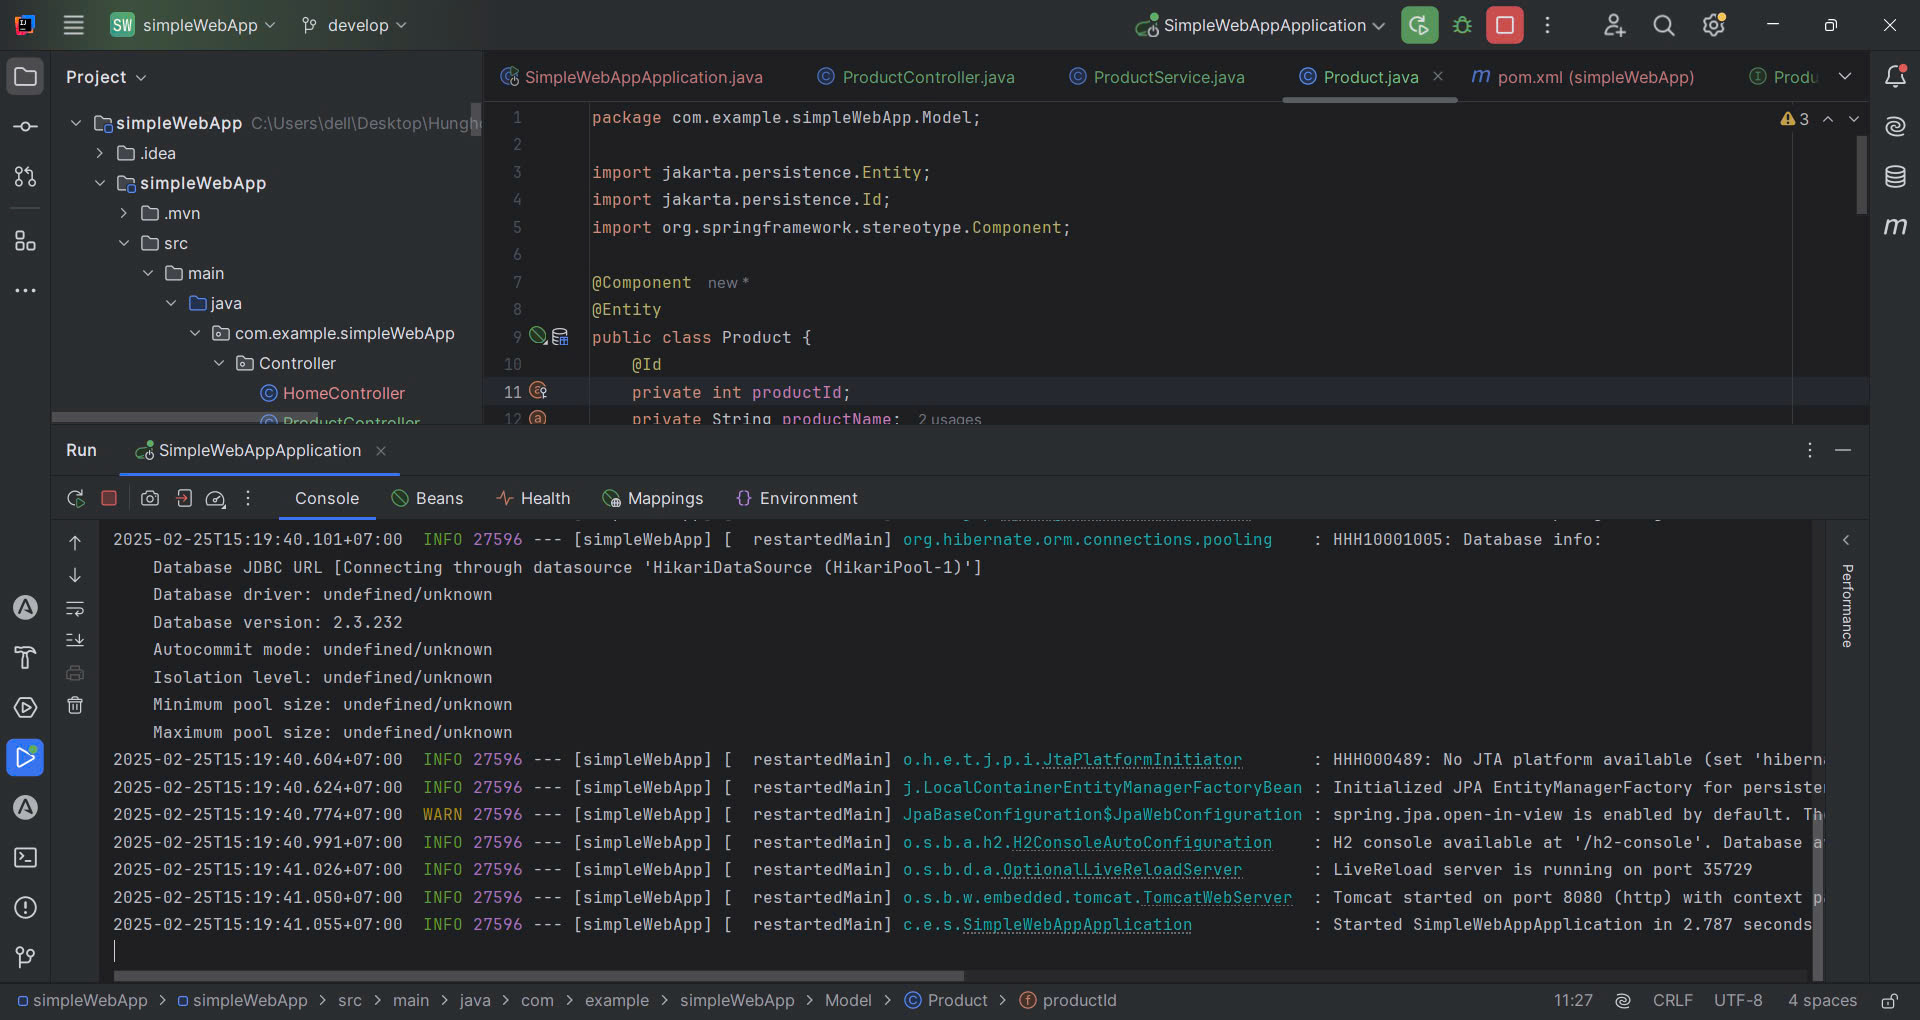 SW simpleWebApp develop SimpleWebAppApplication
Project
SimpleWebAppApplication.java ProductController.java ProductService.java Product.java pom.xml (simpleWebApp) Produ
simpleWebApp C:\Users\dell\Desktop\Hungh
.idea
simpleWebApp
.mvn
src
main
java
com.example.simpleWebApp
Controller
HomeController
ProductController
1 package com.example.simpleWebApp.Model; 3
2
3 import jakarta.persistence.Entity;
4 import jakarta.persistence.Id;
5 import org.springframework.stereotype.Component;
6
7 @Component new *
8 @Entity
9 public class Product {
10 @Id
11 private int productId;
12 private String productName; 2 usages
Run SimpleWebAppApplication
Console Beans Health Mappings Environment
2025-02-25T15:19:40.101+07:00 INFO 27596 --- [simpleWebApp] [ restartedMain] org.hibernate.orm.connections.pooling : HHH10001005: Database info:
Database JDBC URL [Connecting through datasource 'HikariDataSource (HikariPool-1)']
Database driver: undefined/unknown
Database version: 2.3.232
Autocommit mode: undefined/unknown
Isolation level: undefined/unknown
Minimum pool size: undefined/unknown
Maximum pool size: undefined/unknown
2025-02-25T15:19:40.604+07:00 INFO 27596 --- [simpleWebApp] [ restartedMain] o.h.e.t.j.p.i.JtaPlatformInitiator : HHH000489: No JTA platform available (set 'hibern
2025-02-25T15:19:40.624+07:00 INFO 27596 --- [simpleWebApp] [ restartedMain] j.LocalContainerEntityManagerFactoryBean : Initialized JPA EntityManagerFactory for persiste
2025-02-25T15:19:40.774+07:00 WARN 27596 --- [simpleWebApp] [ restartedMain] JpaBaseConfiguration$JpaWebConfiguration : spring.jpa.open-in-view is enabled by default. Th
2025-02-25T15:19:40.991+07:00 INFO 27596 --- [simpleWebApp] [ restartedMain] o.s.b.a.h2.H2ConsoleAutoConfiguration : H2 console available at '/h2-console'. Database a
2025-02-25T15:19:41.026+07:00 INFO 27596 --- [simpleWebApp] [ restartedMain] o.s.b.d.a.OptionalLiveReloadServer : LiveReload server is running on port 35729
2025-02-25T15:19:41.050+07:00 INFO 27596 --- [simpleWebApp] [ restartedMain] o.s.b.w.embedded.tomcat.TomcatWebServer : Tomcat started on port 8080 (http) with context p
2025-02-25T15:19:41.055+07:00 INFO 27596 --- [simpleWebApp] [ restartedMain] c.e.s.SimpleWebAppApplication : Started SimpleWebAppApplication in 2.787 seconds
Performance
simpleWebApp > simpleWebApp > src > main > java > com > example > simpleWebApp > Model > Product > productId 11:27 CRLF UTF-8 4 spaces